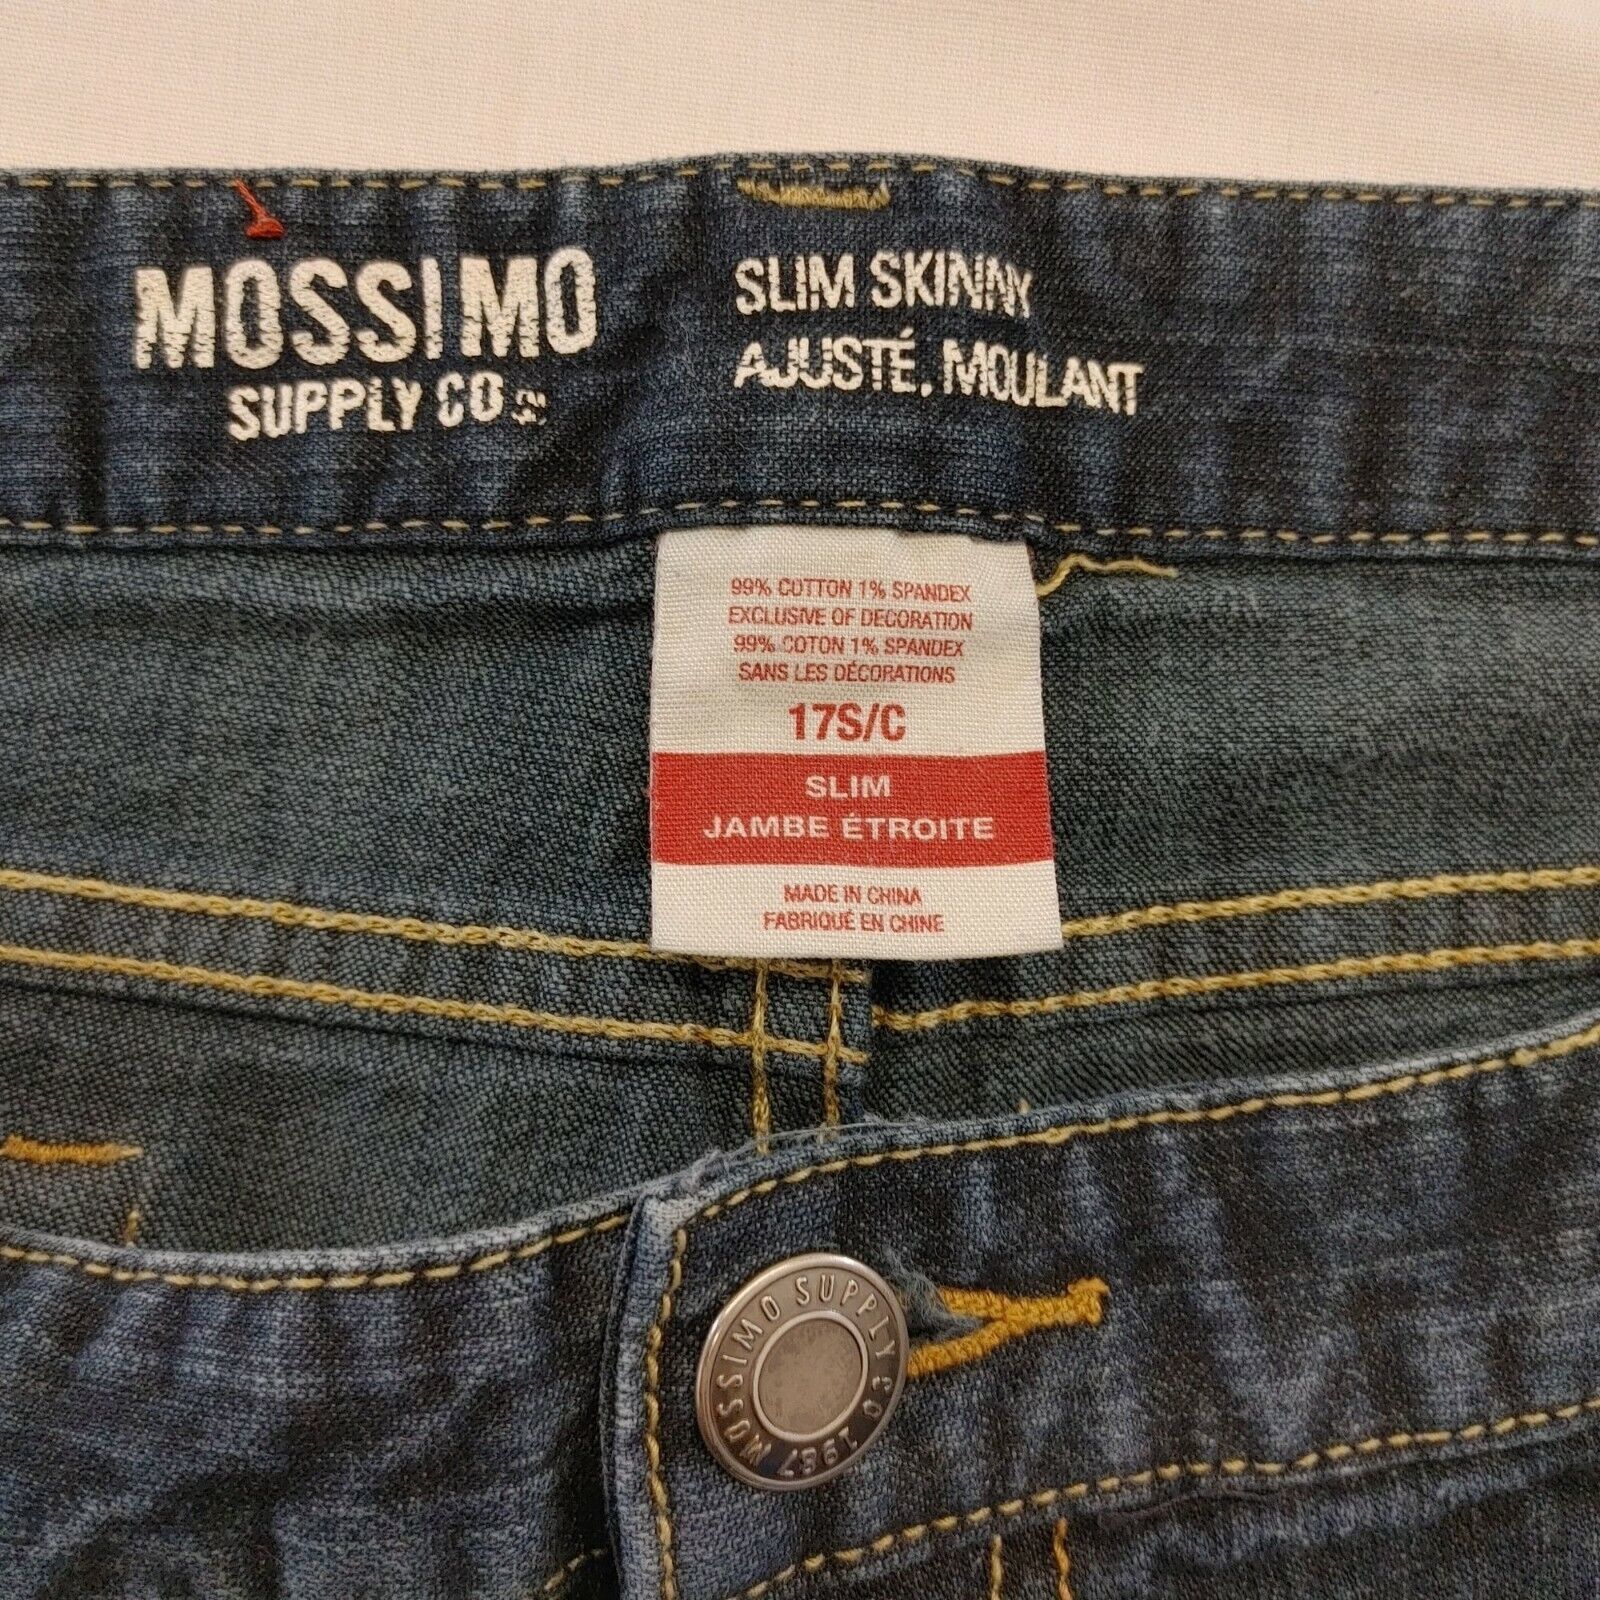 MOSSIMO
SUPPLY CO
SLIM SKINNY
AJUSTÉ, MOULANT
99% COTTON 1% SPANDEX
EXCLUSIVE OF DECORATION
99% COTON 1% SPANDEX
SANS LES DÉCORATIONS
17S/C
SLIM
JAMBE ÉTROITE
MADE IN CHINA
FABRIQUÉ EN CHINE
MOSSIMO SUPPLY CO 1987